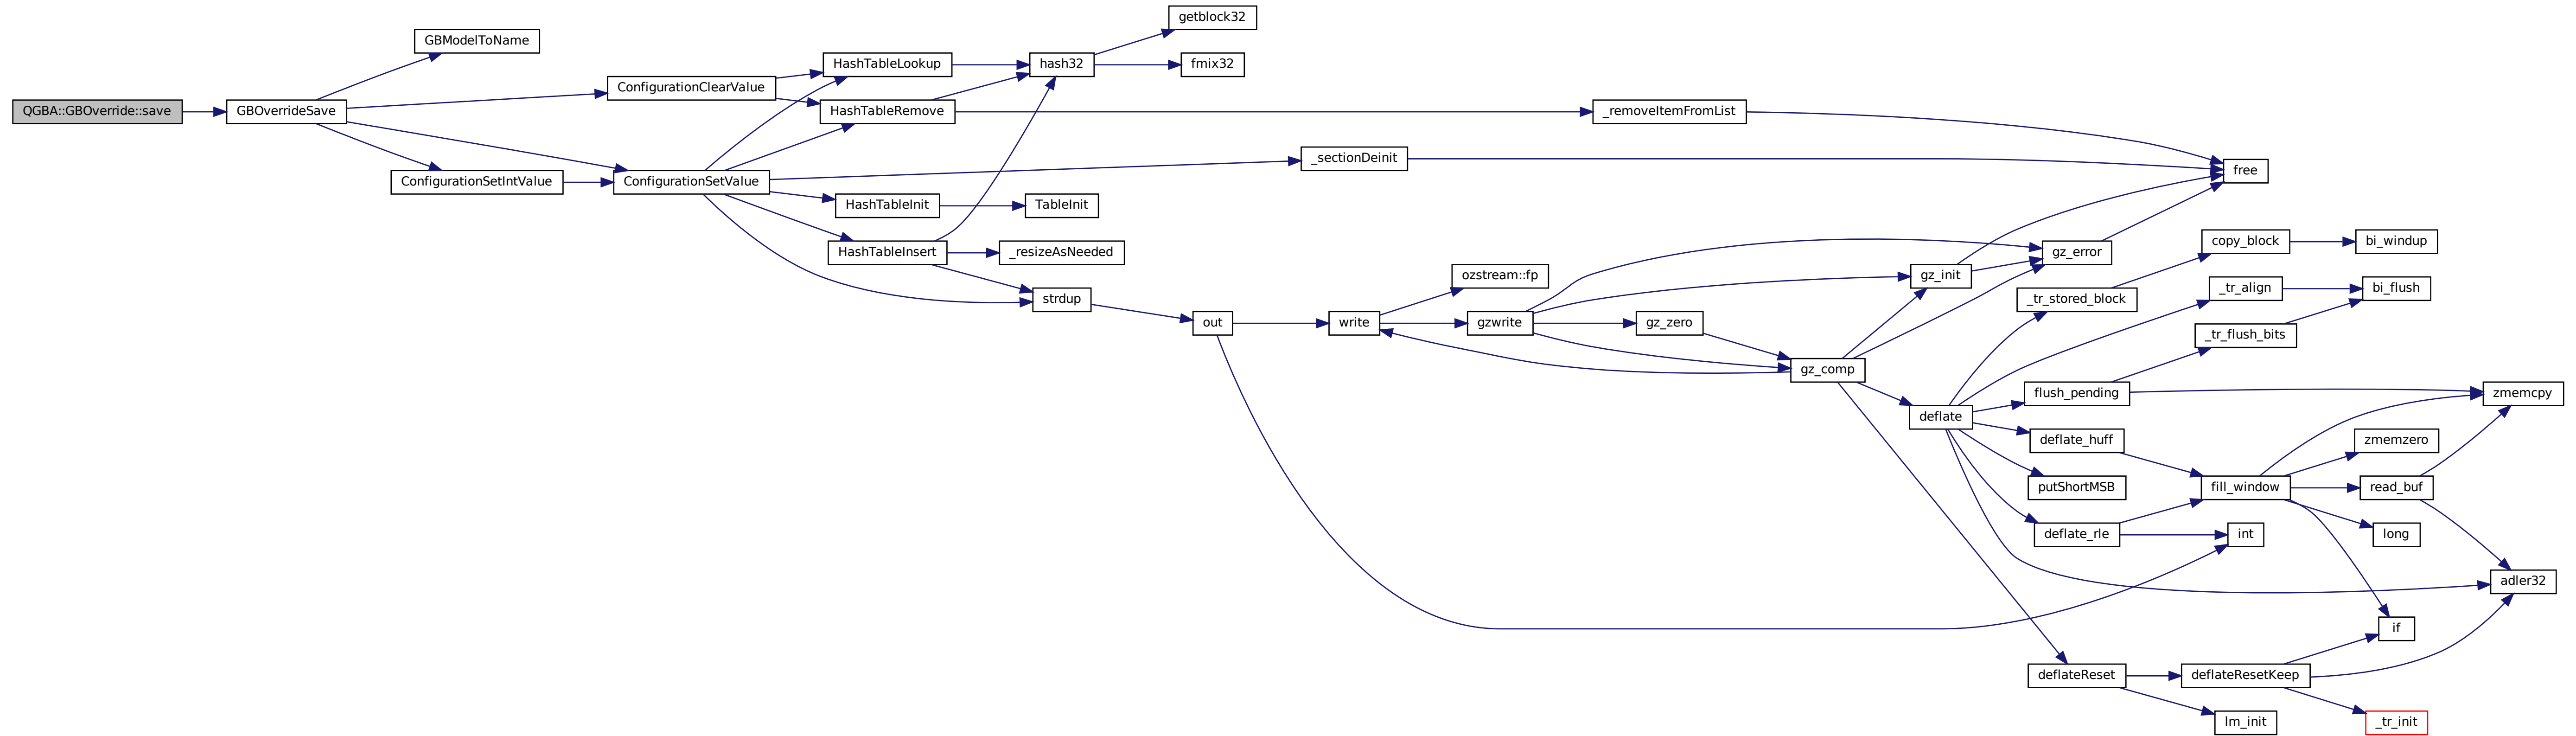 QGBA::GBOverride::save
GBOverrideSave
GBModelToName
ConfigurationClearValue
ConfigurationSetIntValue
ConfigurationSetValue
HashTableLookup
HashTableRemove
HashTableInit
HashTableInsert
hash32
TableInit
_resizeAsNeeded
strdup
getblock32
fmix32
out
_sectionDeinit
write
ozstream::fp
gzwrite
_removeItemFromList
gz_zero
gz_comp
gz_init
deflate
gz_error
_tr_stored_block
flush_pending
deflate_huff
putShortMSB
deflate_rle
deflateReset
free
copy_block
_tr_align
_tr_flush_bits
fill_window
int
deflateResetKeep
lm_init
bi_windup
bi_flush
zmemzero
read_buf
long
if
_tr_init
zmemcpy
adler32